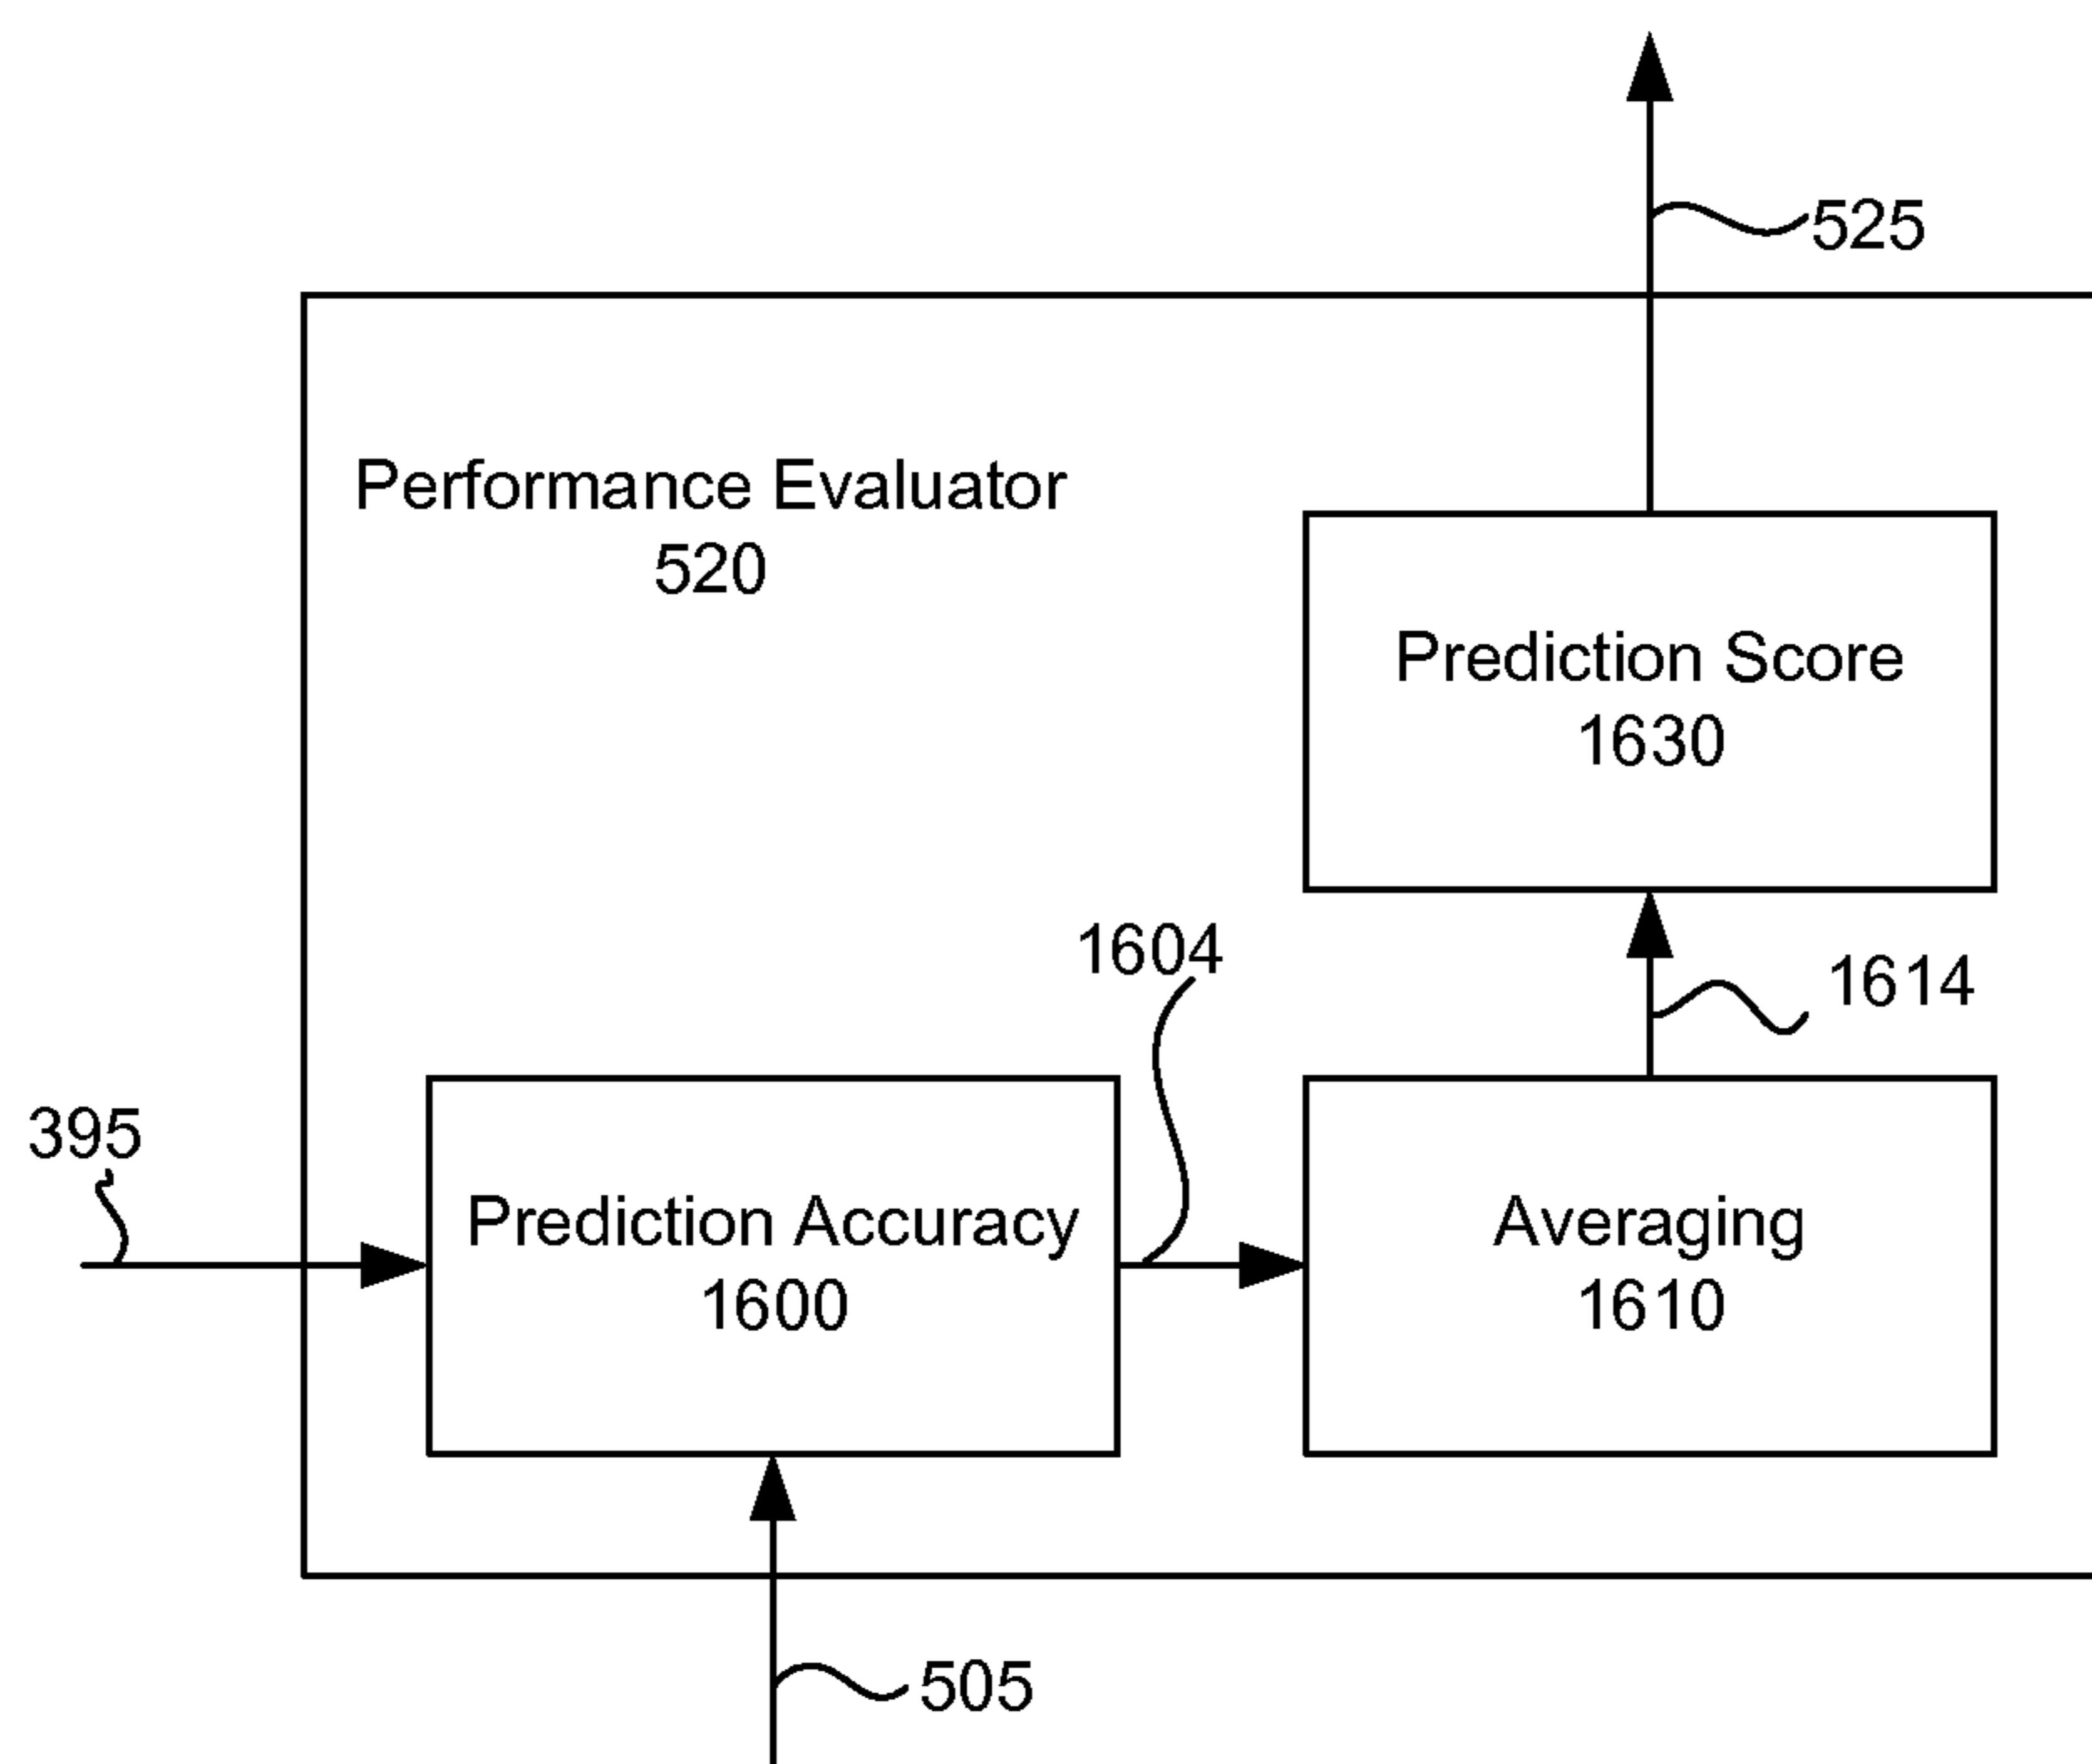 525
Performance Evaluator
520
Prediction Score
1630
1604
1614
395
Prediction Accuracy
1600
Averaging
1610
505